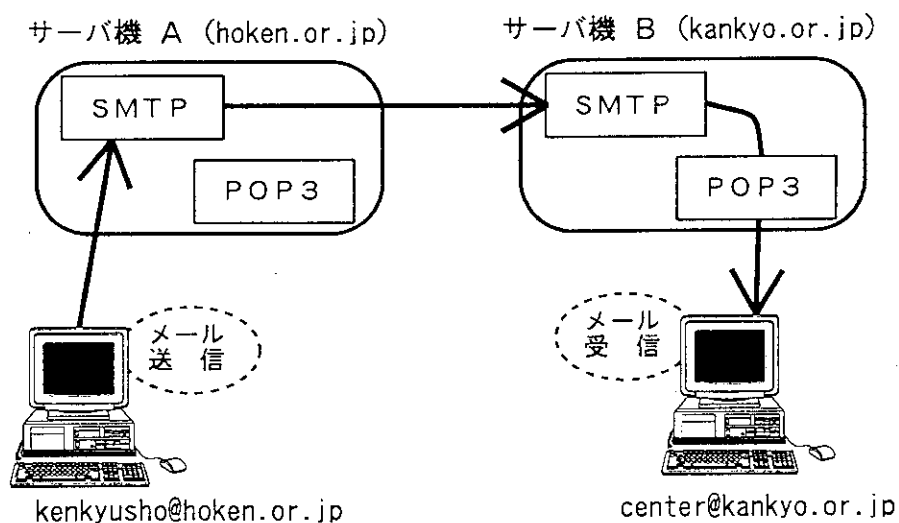 サーバ機 A (hoken.or.jp)
サーバ機 B (kankyo.or.jp)
SMTP
SMTP
POP3
POP3
メール
送 信
メール
受 信
kenkyusho@hoken.or.jp
center@kankyo.or.jp